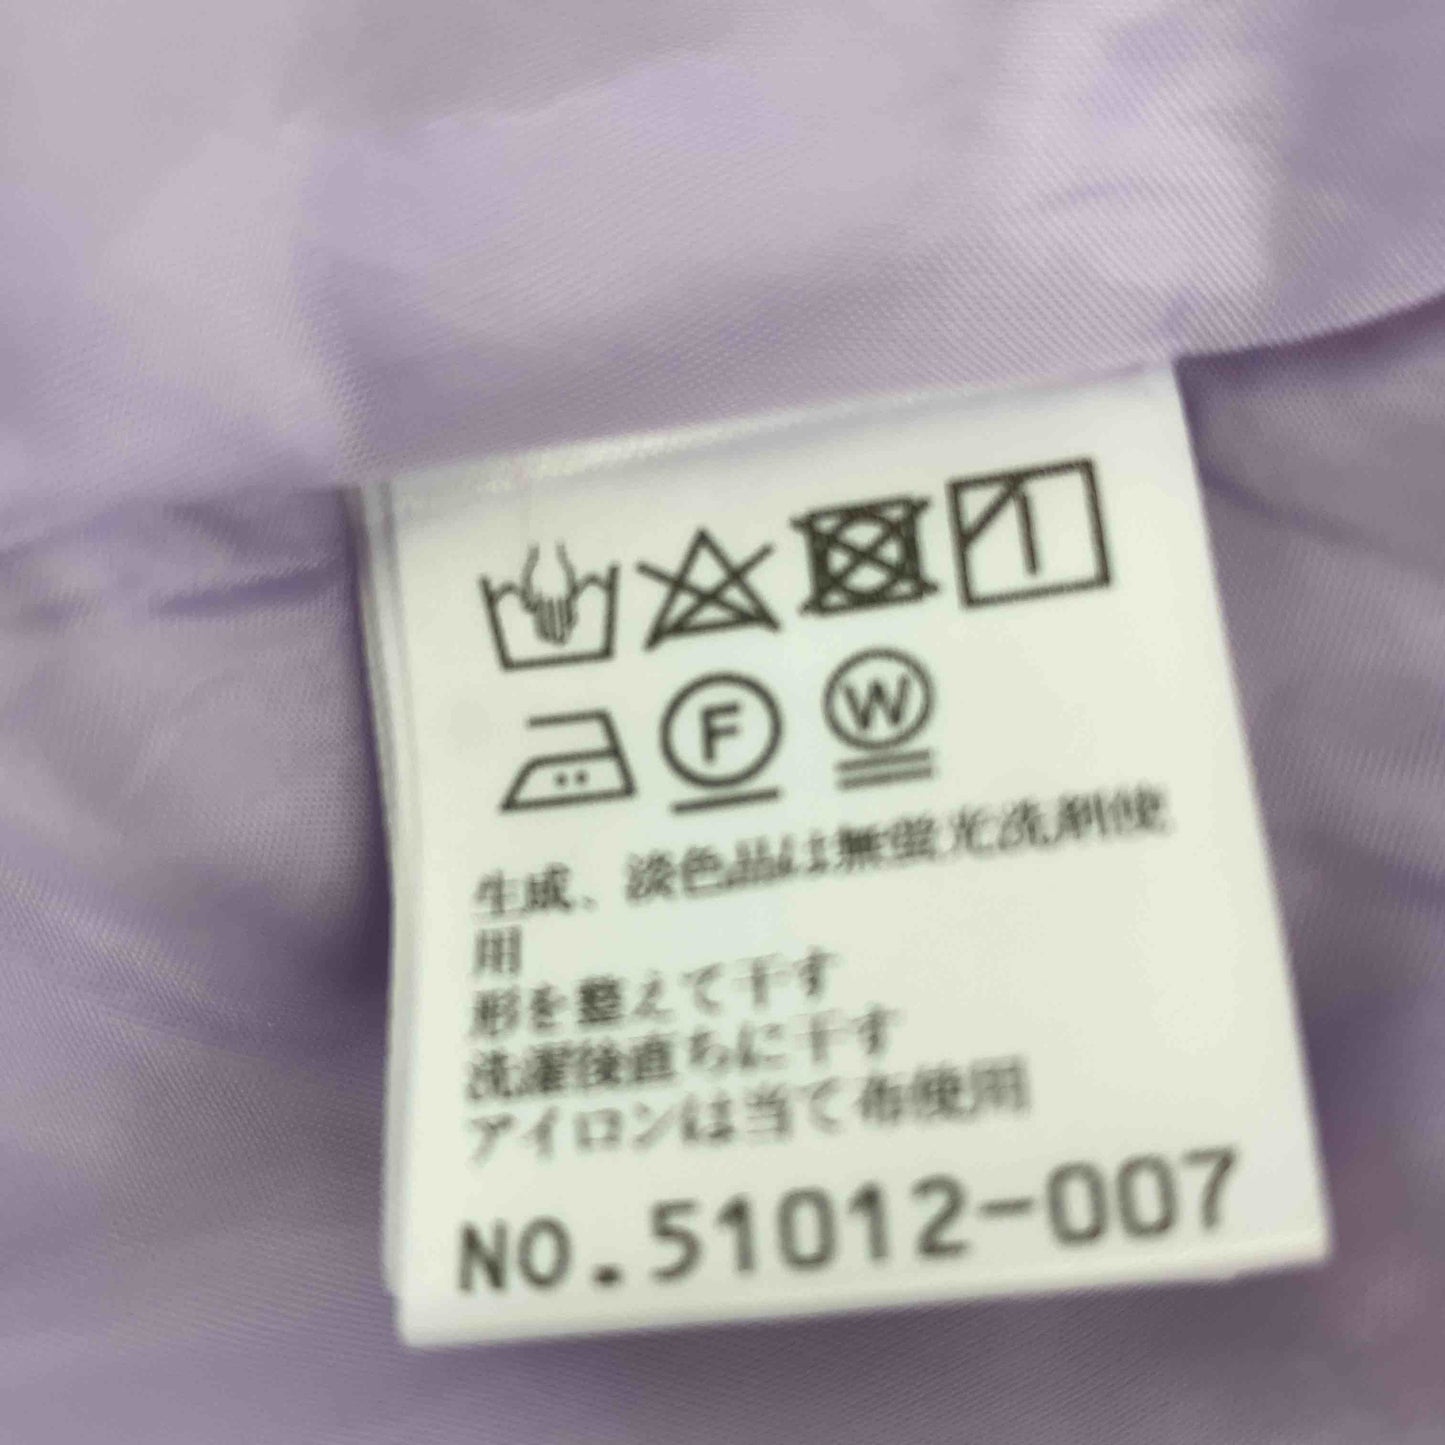 F W
生成、淡色品は無蛍光洗剤使
用
形を整えて干す
洗濯後直ちに干す
アイロンは当て布使用
NO.51012-007